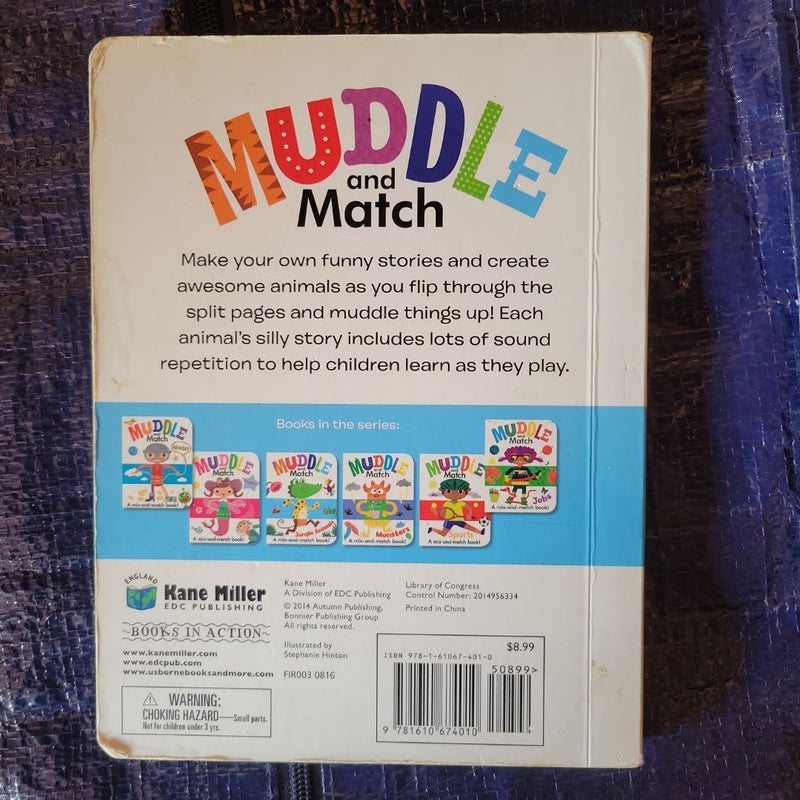 MUDDLE
and
Match
Make your own funny stories and create
awesome animals as you flip through the
split pages and muddle things up! Each
animal's silly story includes lots of sound
repetition to help children learn as they play.
Books in the series:
MUDDLE
Match
A mix-and-match book!
MUDDLE
Match
A mix-and-match book!
MUDDLE
Match
Jungle Animals
A mix-and-match book!
MUDDLE
Match
Monsters
A mix-and-match book!
MUDDLE
Match
Sports
A mix-and-match book!
MUDDLE
Match
Jobs
A mix-and-match book!
ENGLAND
Kane Miller
EDC PUBLISHING
~BOOKS IN ACTION~
www.kanemiller.com
www.edcpub.com
www.usbornebooksandmore.com
WARNING:
CHOKING HAZARD—Small parts.
Not for children under 3 yrs.
Kane Miller
A Division of EDC Publishing
© 2014 Autumn Publishing,
Bonnier Publishing Group
All rights reserved.
Illustrated by
Stephanie Hinton
FIR003 0816
Library of Congress
Control Number: 2014956334
Printed in China
$8.99
ISBN 978-1-61067-401-0
50899>
9 781610 674010